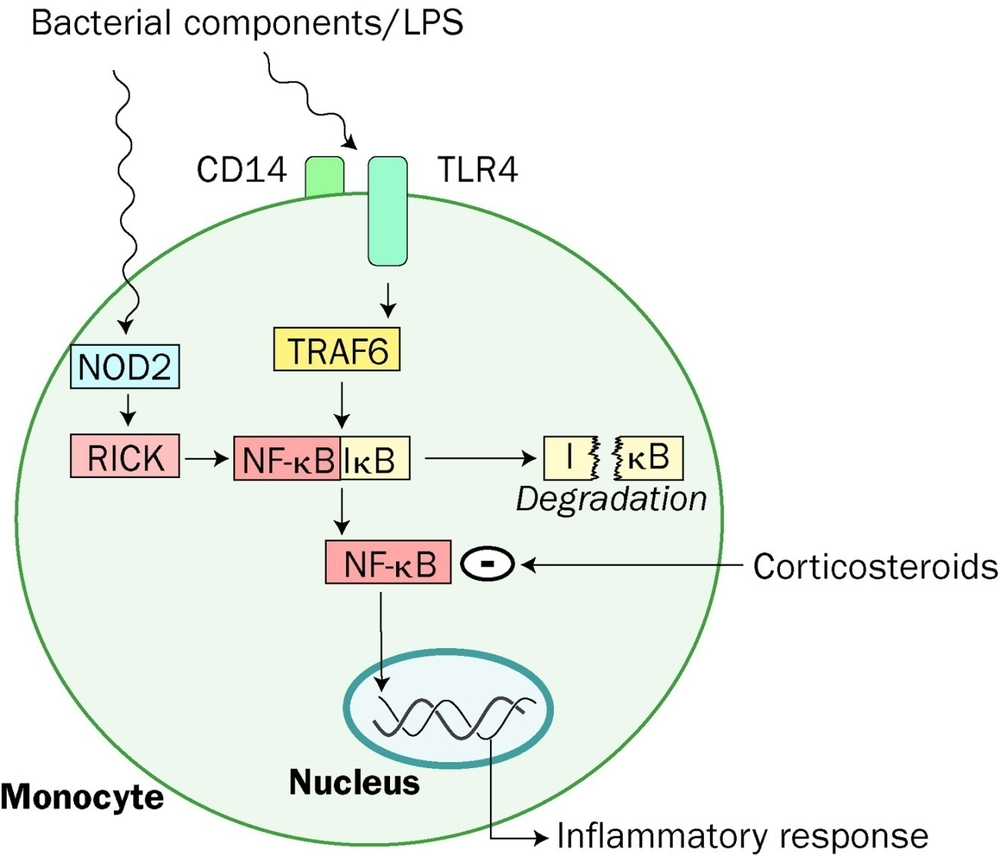 Bacterial components/LPS
CD14
TLR4
TRAF6
NOD2
RICK
NF-κB
IκB
I
κB
Degradation
NF-κB
-
Corticosteroids
Nucleus
Monocyte
Inflammatory response